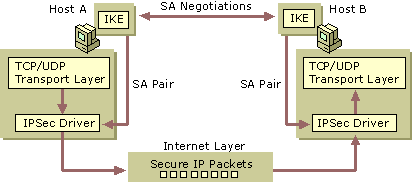 Host A
SA Negotiations
Host B
IKE
IKE
TCP/UDP
Transport Layer
SA Pair
SA Pair
TCP/UDP
Transport Layer
IPSec Driver
IPSec Driver
Internet Layer
Secure IP Packets